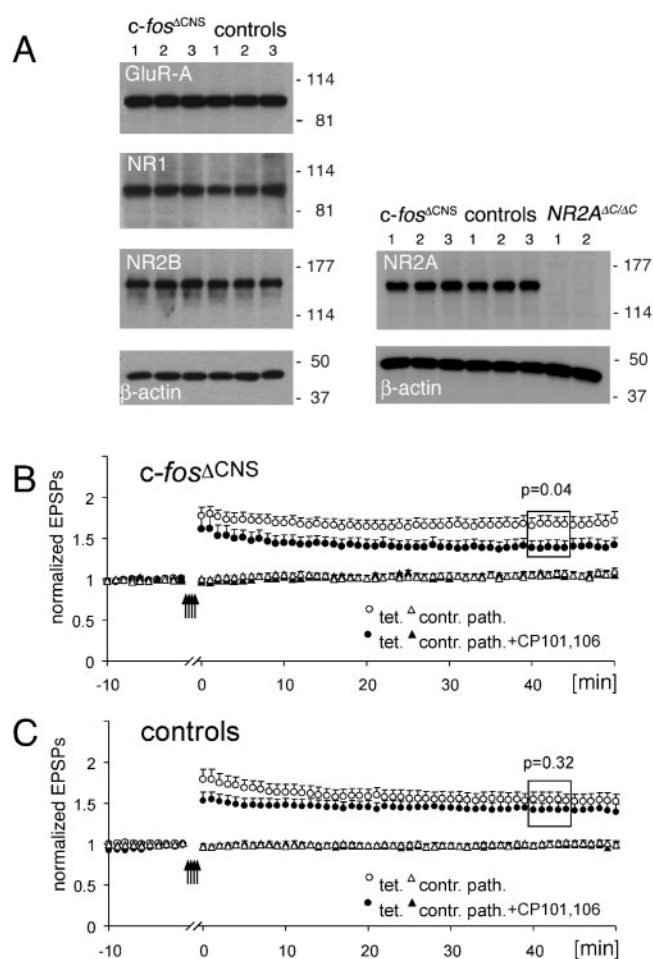 A
c-fosΔCNS controls
1 2 3 1 2 3
GluR-A
- 114
- 81
NR1
- 114
- 81
NR2B
- 177
- 114
β-actin
- 50
- 37
c-fosΔCNS controls NR2AΔC/ΔC
1 2 3 1 2 3 1 2
NR2A
- 177
- 114
β-actin
- 50
- 37
B
c-fosΔCNS
normalized EPSPs
2
1.5
1
0.5
0
p=0.04
○ tet. △ contr. path.
● tet. ▲ contr. path.+CP101,106
-10 0 10 20 30 40 [min]
C
controls
normalized EPSPs
2
1.5
1
0.5
0
p=0.32
○ tet. △ contr. path.
● tet. ▲ contr. path.+CP101,106
-10 0 10 20 30 40 [min]